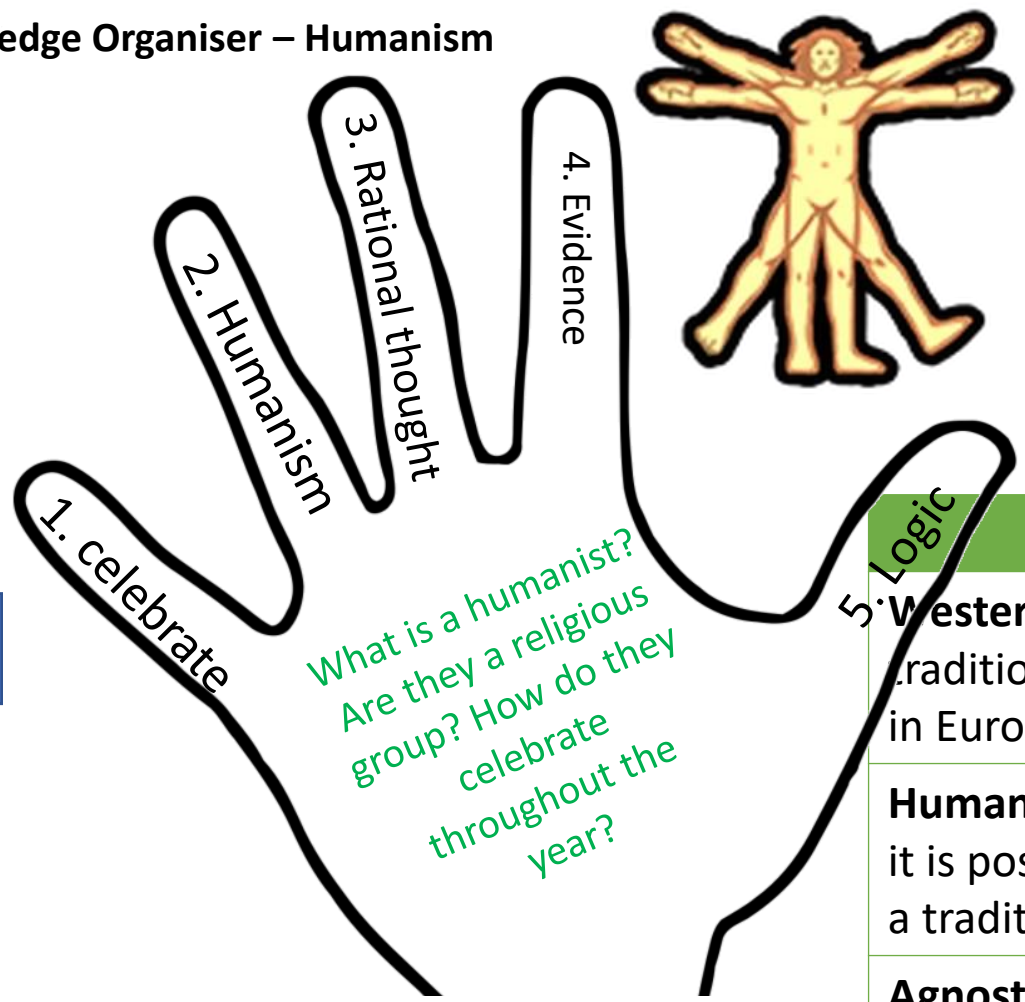 edge Organiser – Humanism
1. celebrate
2. Humanism
3. Rational thought
4. Evidence
5. Logic
What is a humanist?
Are they a religious
group? How do they
celebrate
throughout the
year?
Wester
traditio
in Euro
Human
it is pos
a tradit
Agnost